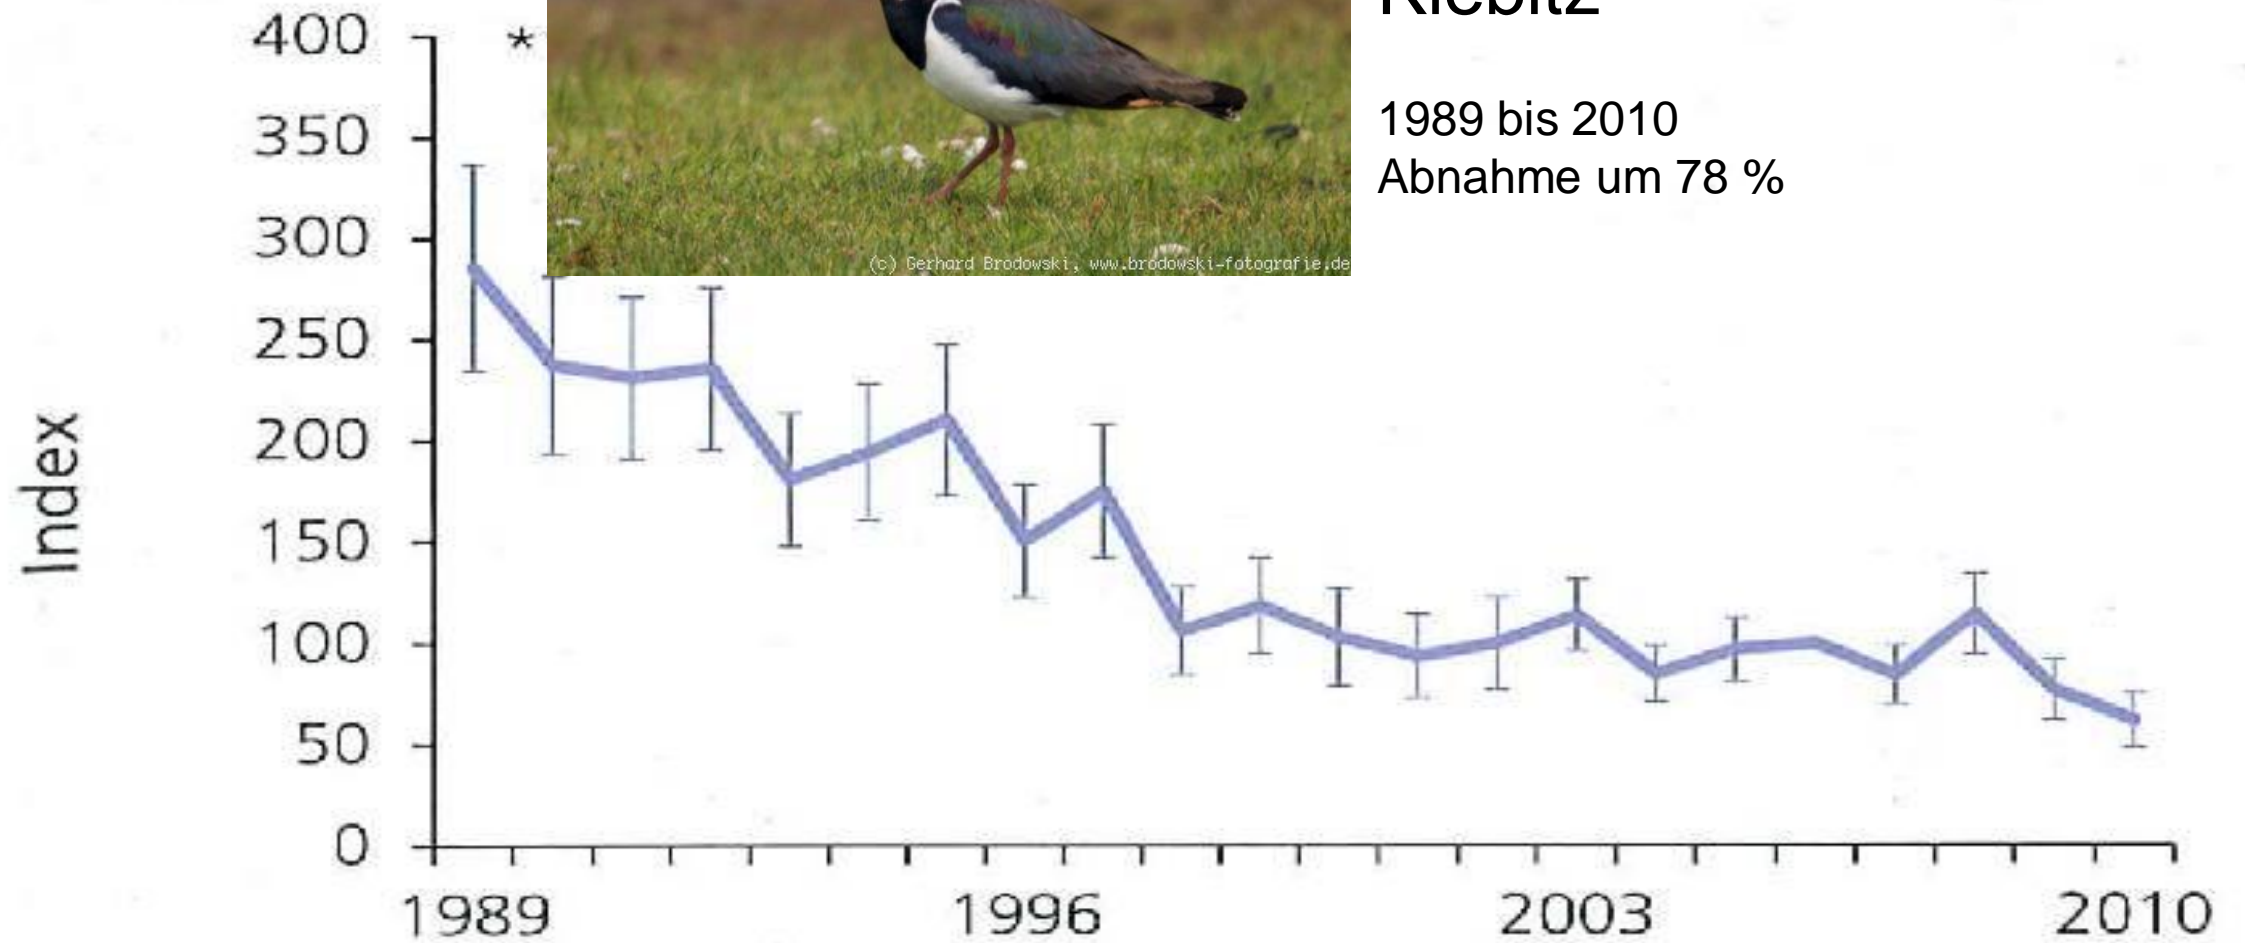 Kiebitz
1989 bis 2010
Abnahme um 78 %
400 *
350
300
250
200
150
100
50
0
Index
1989 1996 2003 2010
(c) Gerhard Brodowski, www.brodowski-fotografie.de